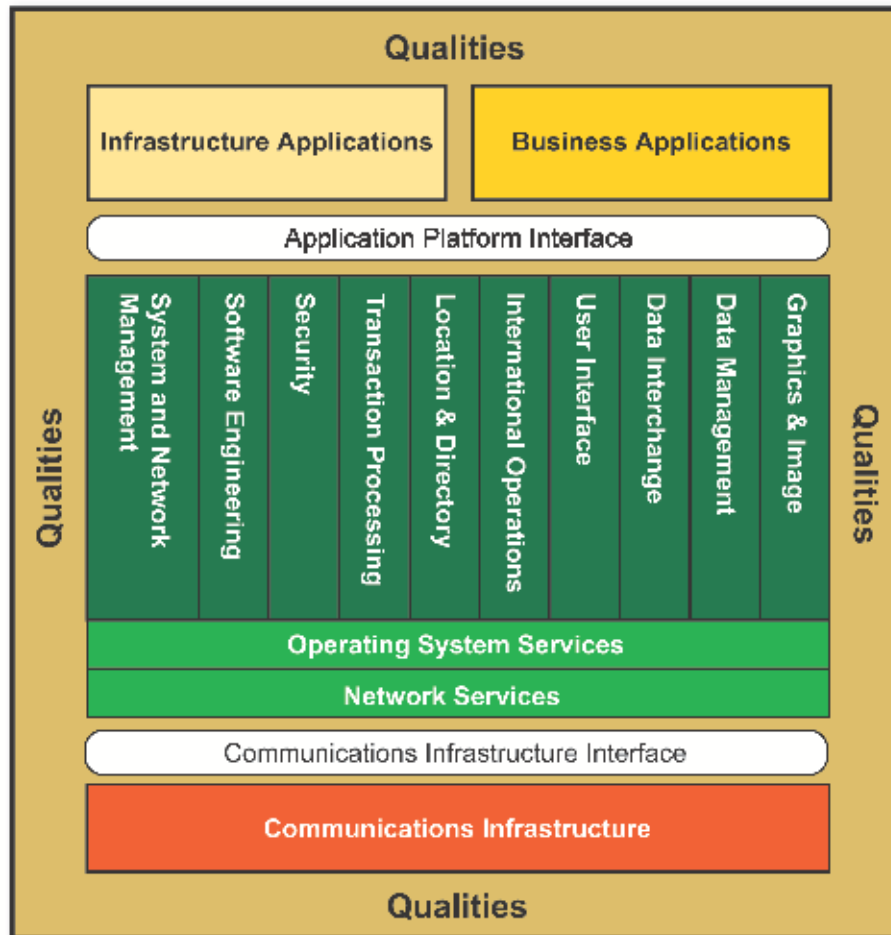 Qualities
Infrastructure Applications
Business Applications
Application Platform Interface
Qualities
System and Network
Management
Software Engineering
Security
Transaction Processing
Location & Directory
International Operations
User Interface
Data Interchange
Data Management
Graphics & Image
Qualities
Operating System Services
Network Services
Communications Infrastructure Interface
Communications Infrastructure
Qualities